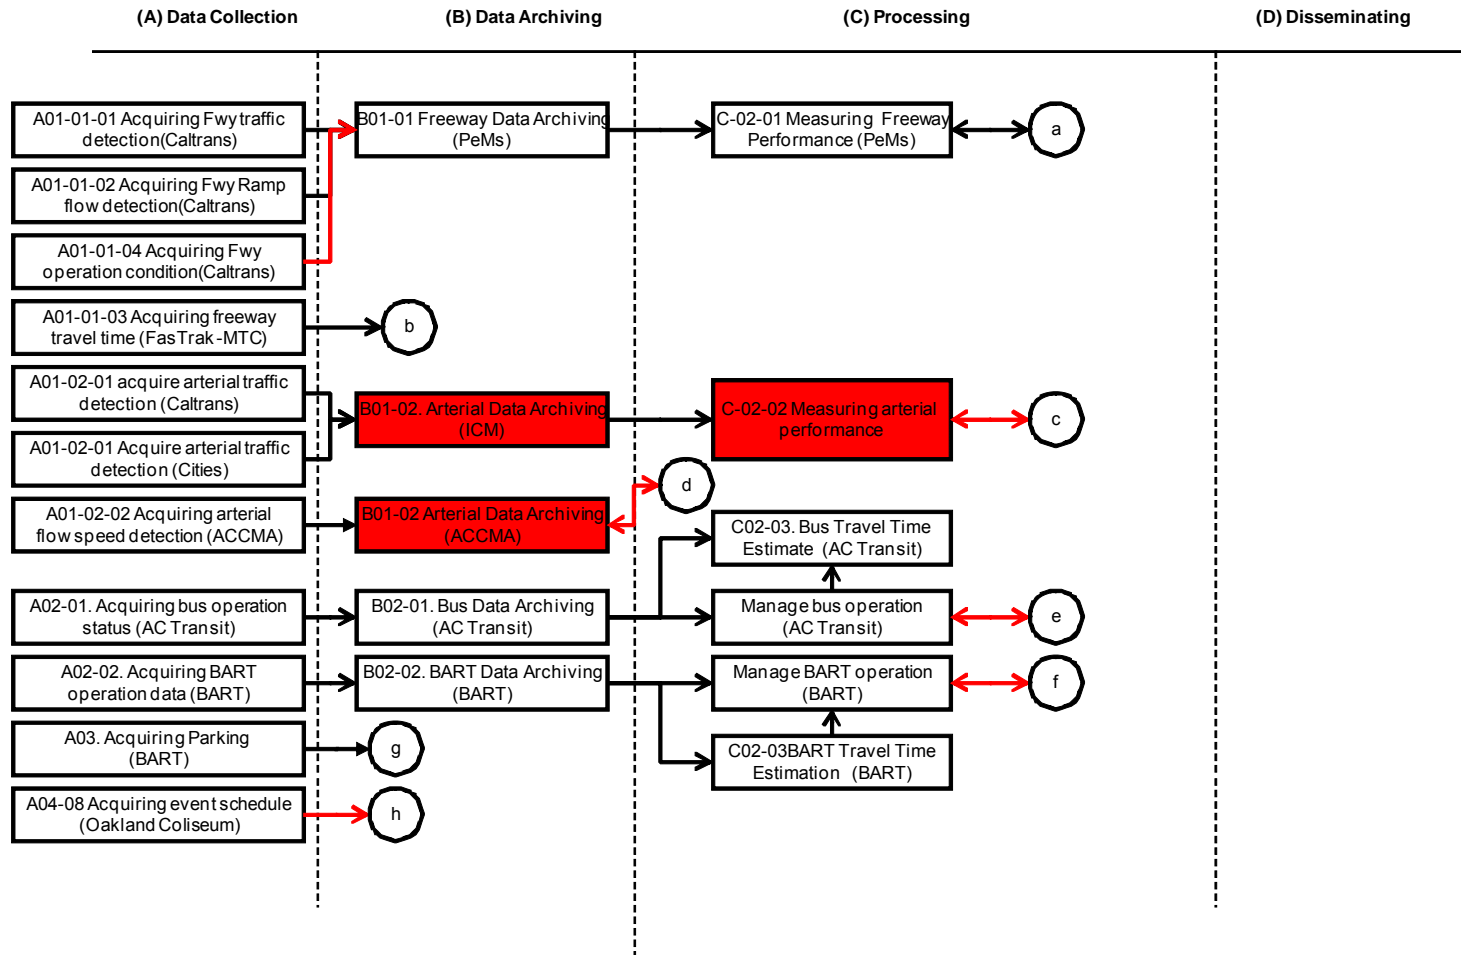 (A) Data Collection
(B) Data Archiving
(C) Processing
(D) Disseminating
A01-01-01 Acquiring Fwy traffic
detection(Caltrans)
B01-01 Freeway Data Archiving
(PeMs)
C-02-01 Measuring Freeway
Performance (PeMs)
a
A01-01-02 Acquiring Fwy Ramp
flow detection(Caltrans)
A01-01-04 Acquiring Fwy
operation condition(Caltrans)
A01-01-03 Acquiring freeway
travel time (FasTrak-MTC)
b
A01-02-01 acquire arterial traffic
detection (Caltrans)
B01-02. Arterial Data Archiving
(ICM)
C-02-02 Measuring arterial
performance
c
A01-02-01 Acquire arterial traffic
detection (Cities)
d
A01-02-02 Acquiring arterial
flow speed detection (ACCMA)
B01-02 Arterial Data Archiving
(ACCMA)
C02-03. Bus Travel Time
Estimate (AC Transit)
A02-01. Acquiring bus operation
status (AC Transit)
B02-01. Bus Data Archiving
(AC Transit)
Manage bus operation
(AC Transit)
e
A02-02. Acquiring BART
operation data (BART)
B02-02. BART Data Archiving
(BART)
Manage BART operation
(BART)
f
A03. Acquiring Parking
(BART)
g
C02-03BART Travel Time
Estimation (BART)
A04-08 Acquiring event schedule
(Oakland Coliseum)
h